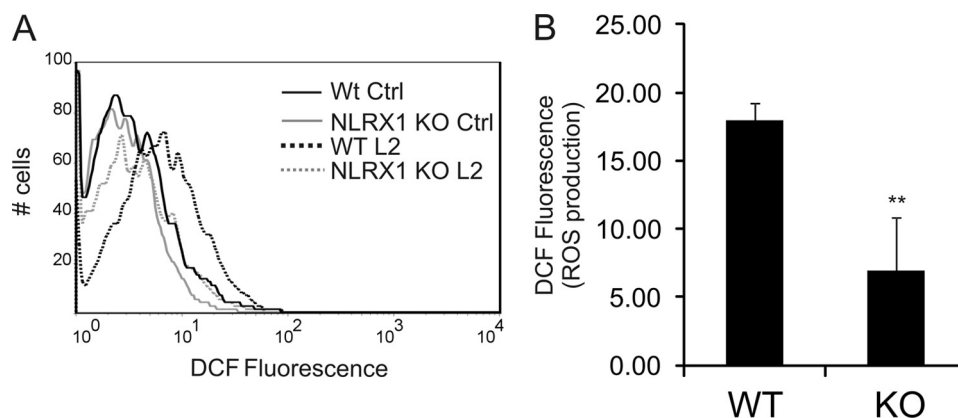 A
100
80
60
40
20
# cells
Wt Ctrl
NLRX1 KO Ctrl
WT L2
NLRX1 KO L2
10^0
10^1
10^2
10^3
10^4
DCF Fluorescence
B
DCF Fluorescence
(ROS production)
25.00
20.00
15.00
10.00
5.00
0.00
**
WT
KO